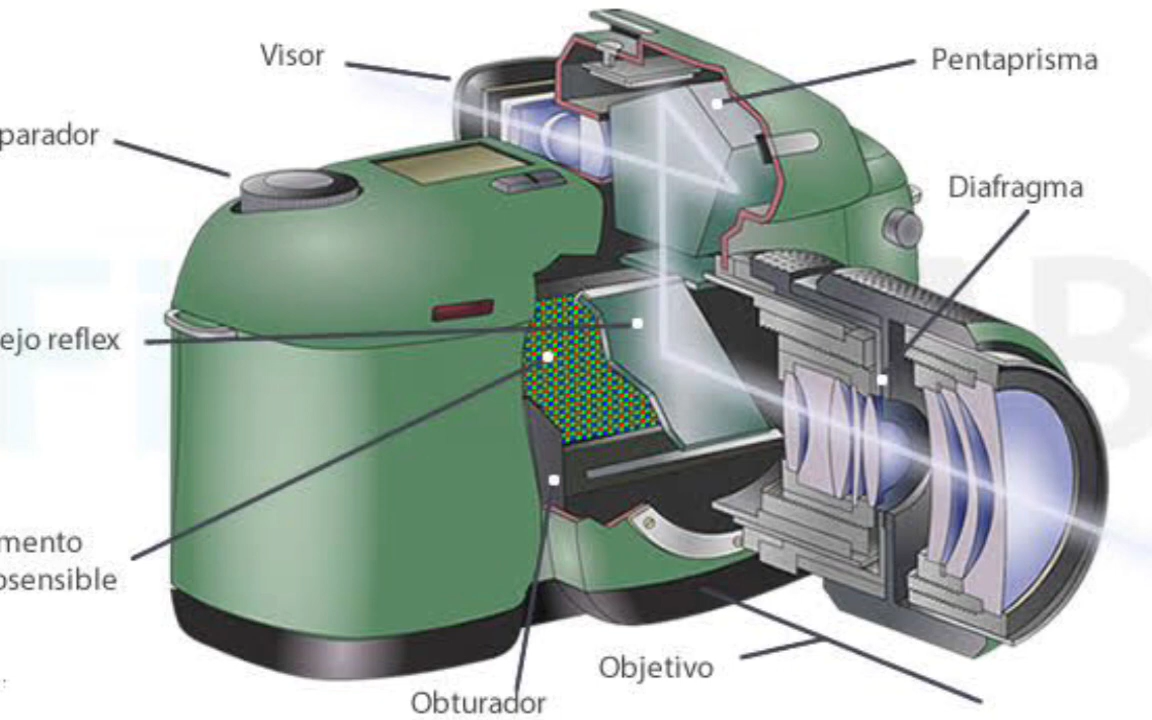 Visor
Pentaprisma
parador
Diafragma
ejo reflex
mento
osensible
Objetivo
Obturador